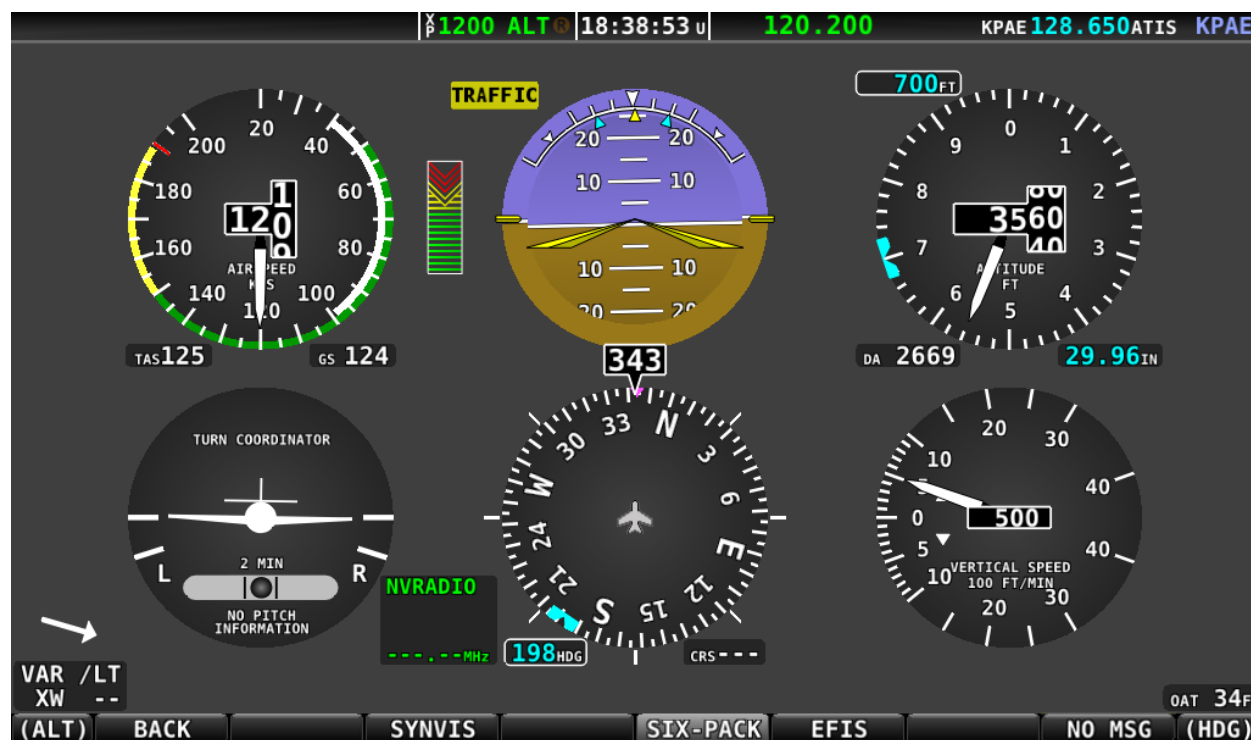 XP 1200 ALT R 18:38:53 U 120.200 KPAE 128.650 ATIS KPAE
TRAFFIC
700FT
20
40
60
80
100
120
140
160
180
200
120
AIRSPEED
KTS
TAS 125
GS 124
20 20
10 10
10 10
20 20
0
1
2
3
4
5
6
7
8
9
3560
80
40
ALTITUDE
FT
DA 2669
29.96IN
343
TURN COORDINATOR
L R
2 MIN
NO PITCH
INFORMATION
N
3
6
E
12
15
S
21
24
W
30
33
NVRADIO
---.--MHz
198HDG
CRS---
10
20
30
40
5
0
500
5
10
20
30
40
VERTICAL SPEED
100 FT/MIN
VAR /LT
XW --
OAT 34F
(ALT) BACK SYNVIS SIX-PACK EFIS NO MSG (HDG)